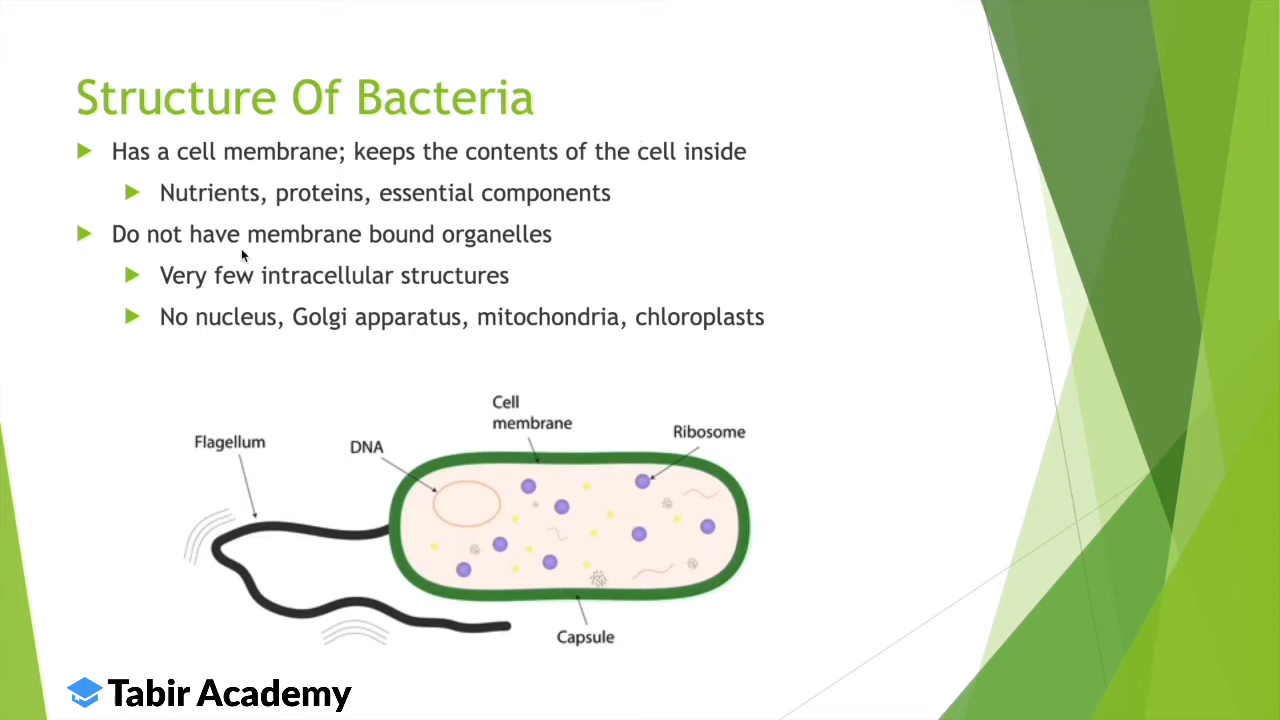 Structure Of Bacteria
Has a cell membrane; keeps the contents of the cell inside
Nutrients, proteins, essential components
Do not have membrane bound organelles
Very few intracellular structures
No nucleus, Golgi apparatus, mitochondria, chloroplasts
Cell
membrane
Flagellum
DNA
Ribosome
Capsule
Tabir Academy